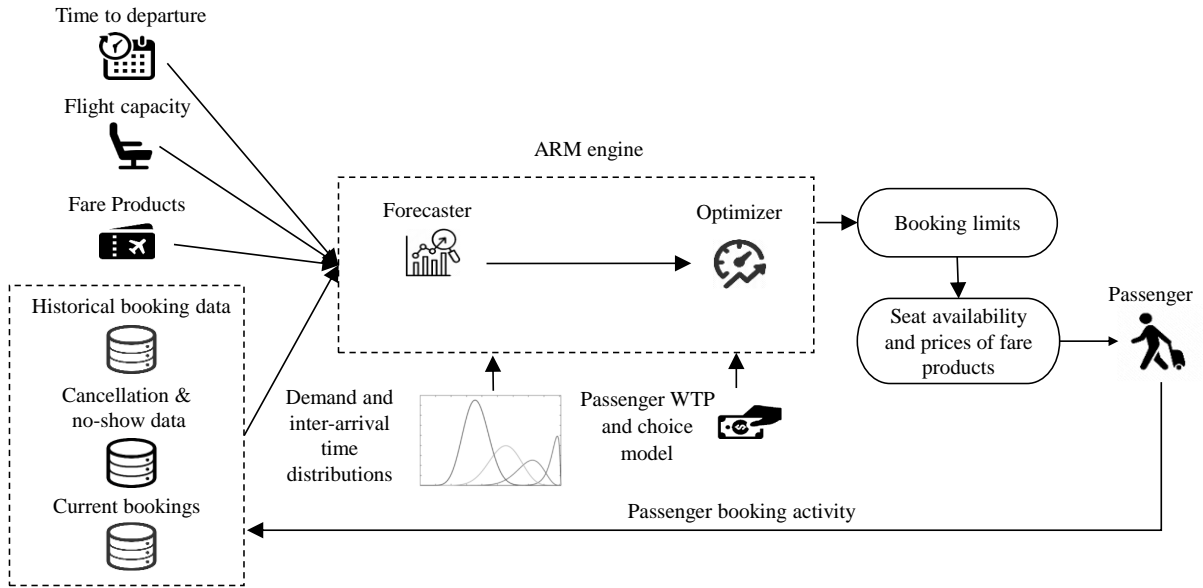 Time to departure
Flight capacity
Fare Products
Historical booking data
Cancellation &
no-show data
Current bookings
ARM engine
Forecaster
Optimizer
Demand and
inter-arrival
time
distributions
Passenger WTP
and choice
model
Booking limits
Seat availability
and prices of fare
products
Passenger
Passenger booking activity